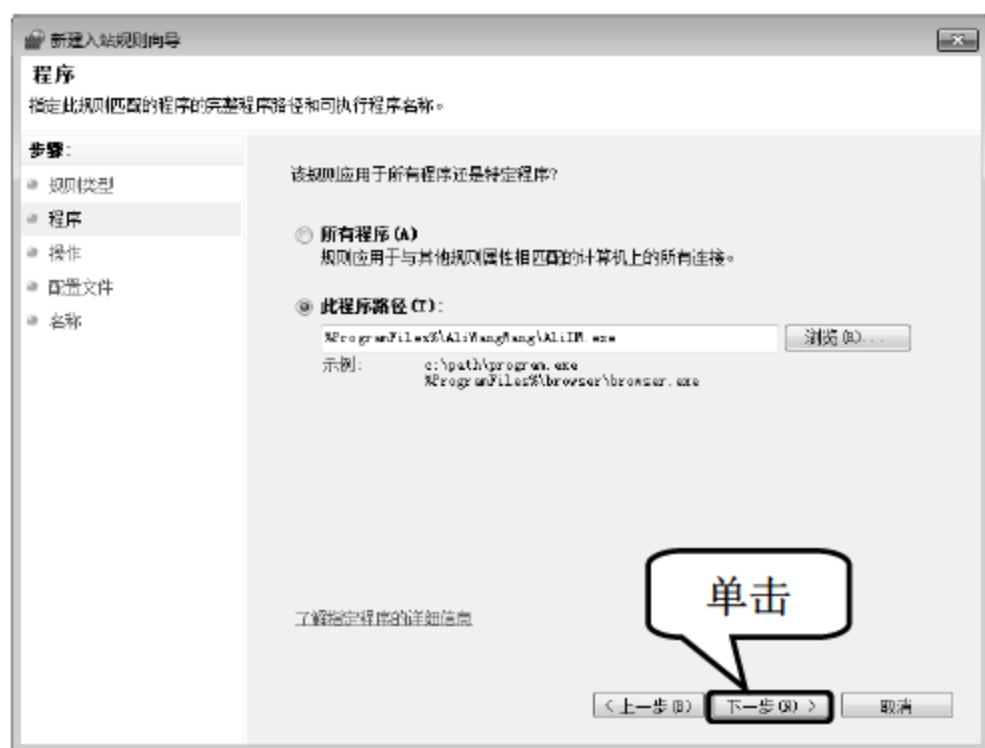 新建入站规则向导
程序
指定此规则匹配的程序的完整程序路径和可执行程序名称。
步骤:
规则类型
程序
操作
配置文件
名称
该规则应用于所有程序还是特定程序?
所有程序(A)
规则应用于与其他规则属性相匹配的计算机上的所有连接。
此程序路径(T):
%ProgramFiles%\AliWangWang\AliIM.exe
浏览(R)...
示例: c:\path\program.exe
%ProgramFiles%\browser\browser.exe
单击
了解指定程序的详细信息
<上一步(B)
下一步(N) >
取消